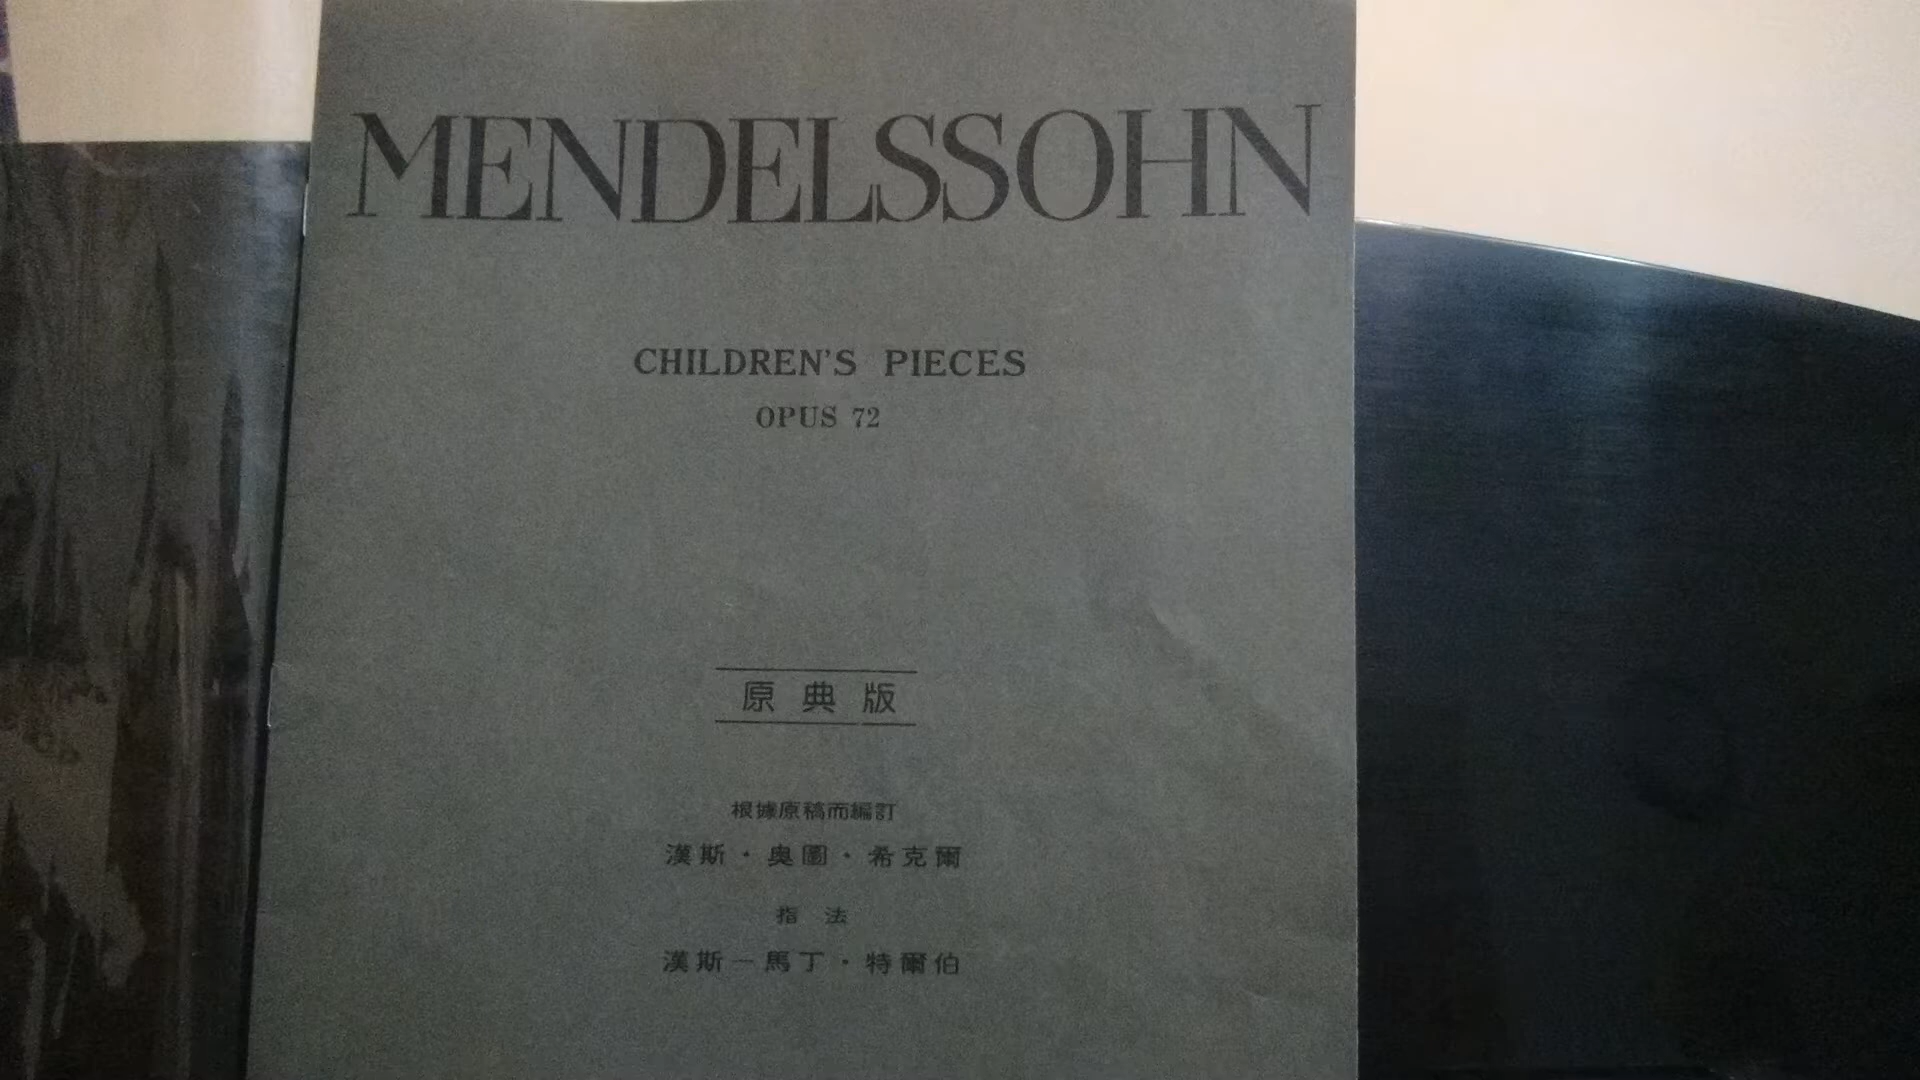 MENDELSSOHN
CHILDREN'S PIECES
OPUS 72
原典版
根據原稿而編訂
漢斯・奧圖・希克爾
指法
漢斯－馬丁・特爾伯